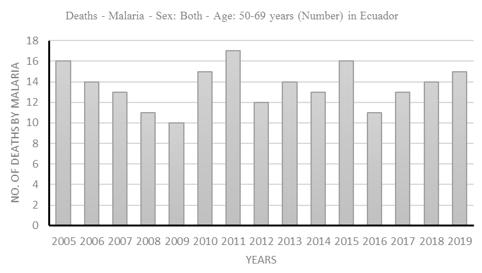 Deaths - Malaria - Sex: Both - Age: 50-69 years (Number) in Ecuador
NO. OF DEATHS BY MALARIA
18
16
14
12
10
8
6
4
2
0
2005 2006 2007 2008 2009 2010 2011 2012 2013 2014 2015 2016 2017 2018 2019
YEARS